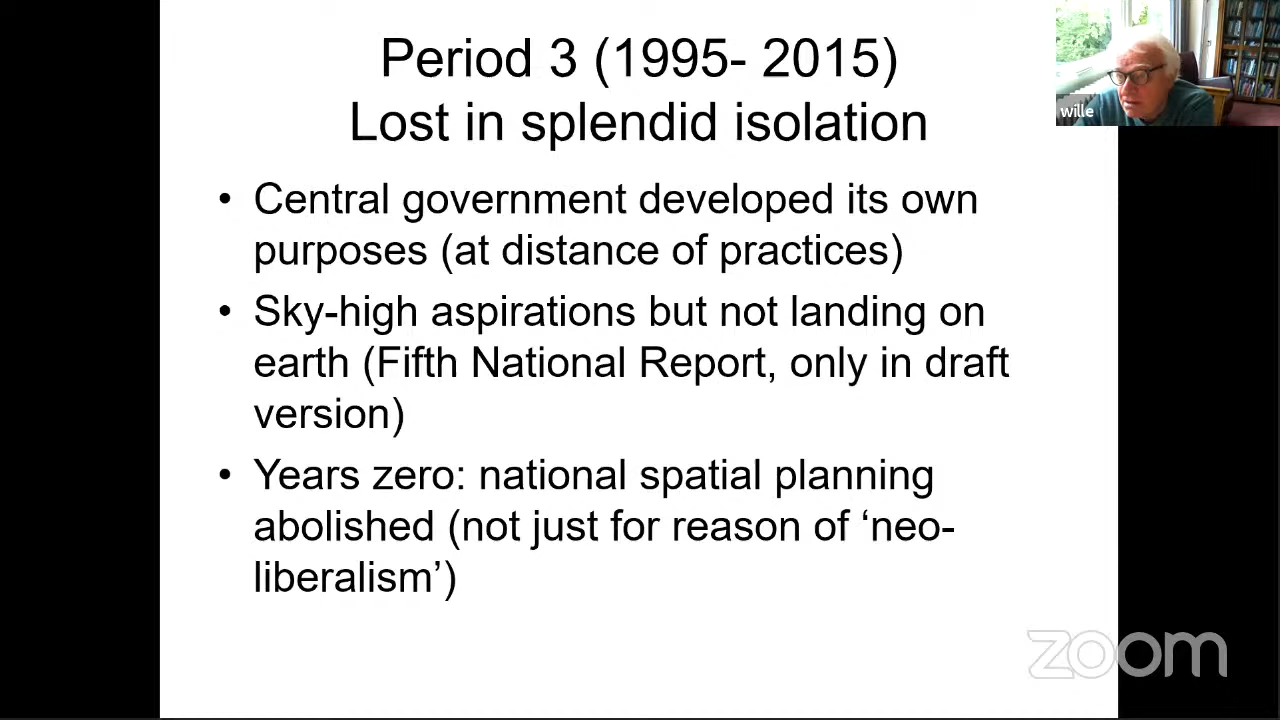 Period 3 (1995- 2015)
Lost in splendid isolation
wille
• Central government developed its own
purposes (at distance of practices)
• Sky-high aspirations but not landing on
earth (Fifth National Report, only in draft
version)
• Years zero: national spatial planning
abolished (not just for reason of ‘neo-
liberalism’)
zoom